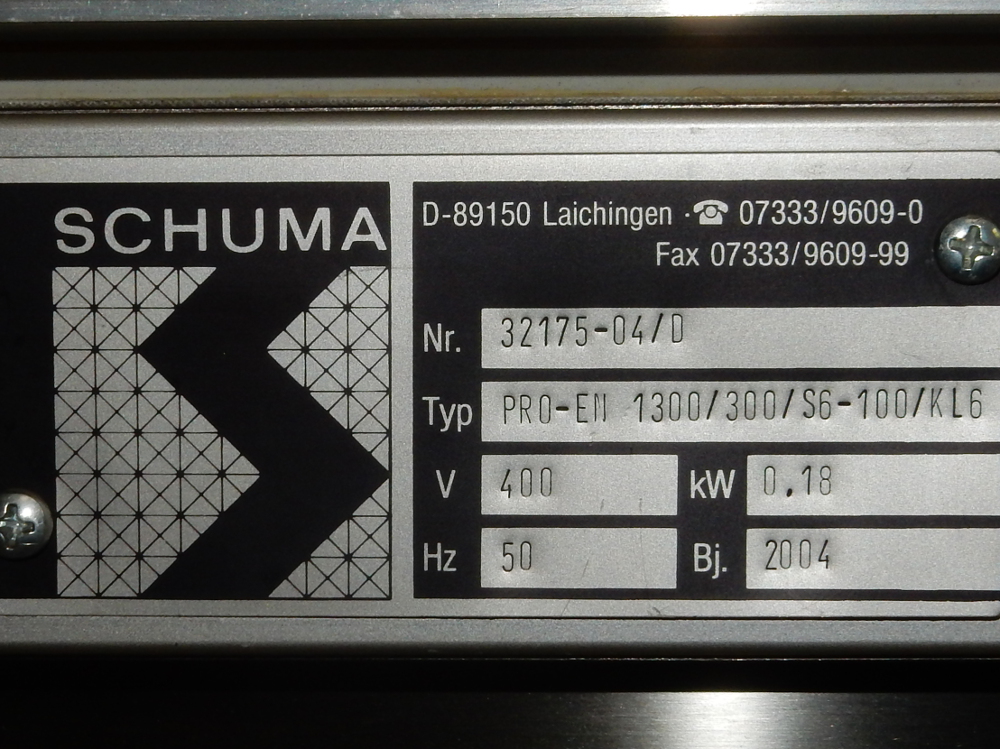 SCHUMA
D-89150 Laichingen · ☎ 07333/9609-0
Fax 07333/9609-99
Nr. 32175-04/D
Typ PRO-EN 1300/300/S6-100/KL6
V 400 kW 0,18
Hz 50 Bj. 2004